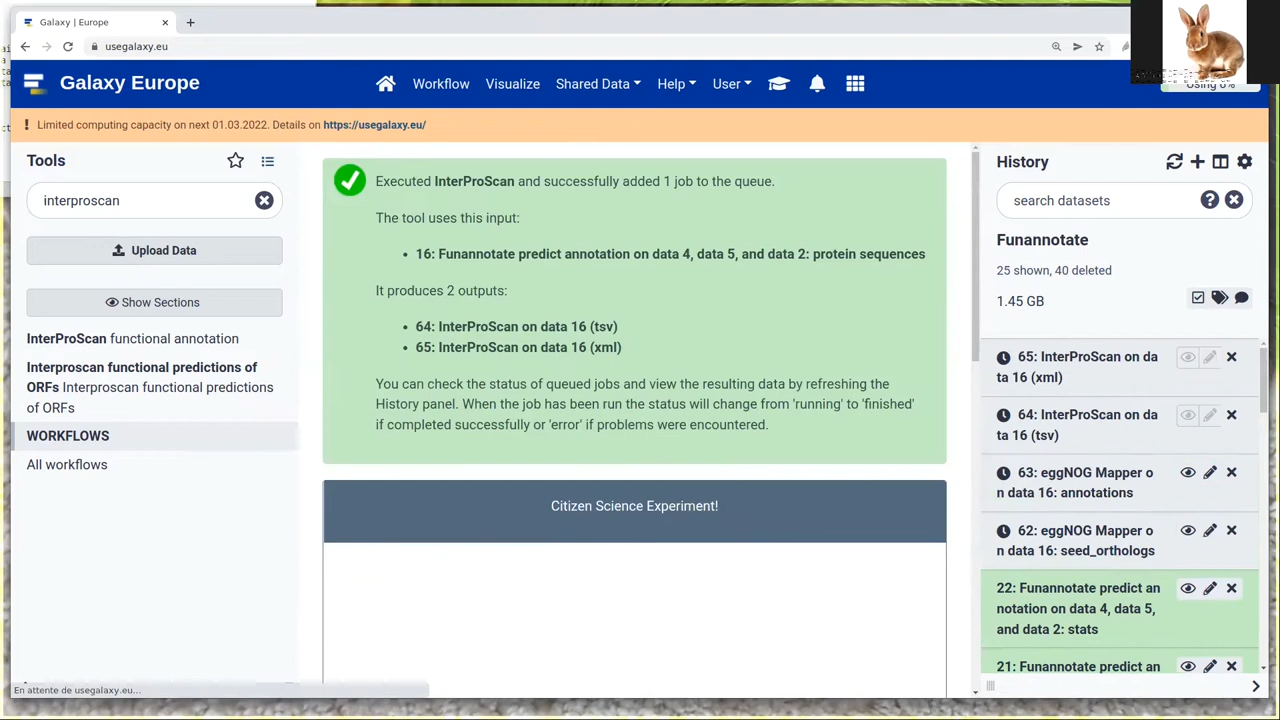 Galaxy | Europe
usegalaxy.eu
Galaxy Europe
Workflow Visualize Shared Data Help User
Using 6%
! Limited computing capacity on next 01.03.2022. Details on https://usegalaxy.eu/
Tools
interproscan
Upload Data
Show Sections
InterProScan functional annotation
Interproscan functional predictions of
ORFs Interproscan functional predictions
of ORFs
WORKFLOWS
All workflows
Executed InterProScan and successfully added 1 job to the queue.
The tool uses this input:
• 16: Funannotate predict annotation on data 4, data 5, and data 2: protein sequences
It produces 2 outputs:
• 64: InterProScan on data 16 (tsv)
• 65: InterProScan on data 16 (xml)
You can check the status of queued jobs and view the resulting data by refreshing the
History panel. When the job has been run the status will change from 'running' to 'finished'
if completed successfully or 'error' if problems were encountered.
Citizen Science Experiment!
History
search datasets
Funannotate
25 shown, 40 deleted
1.45 GB
65: InterProScan on da
ta 16 (xml)
64: InterProScan on da
ta 16 (tsv)
63: eggNOG Mapper o
n data 16: annotations
62: eggNOG Mapper o
n data 16: seed_orthologs
22: Funannotate predict an
notation on data 4, data 5,
and data 2: stats
21: Funannotate predict an
En attente de usegalaxy.eu...